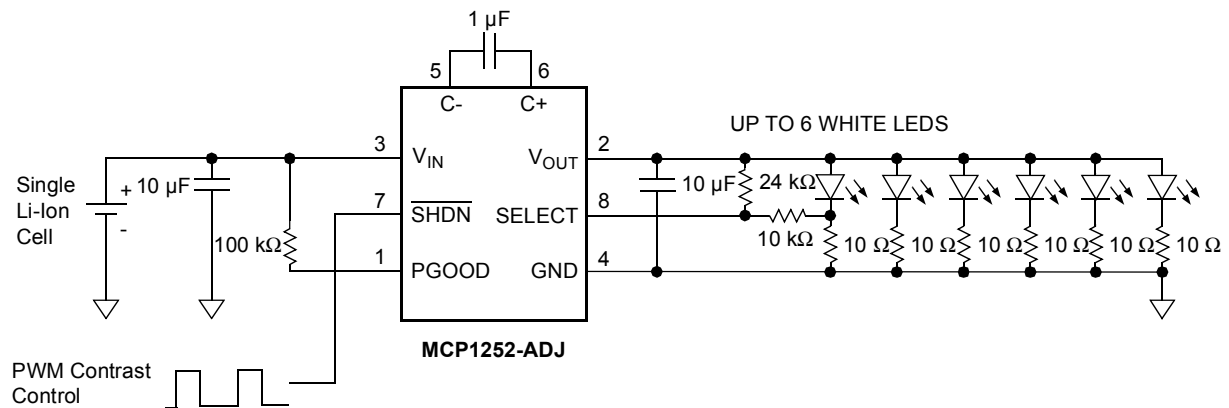 1 µF
5
6
C-
C+
UP TO 6 WHITE LEDS
3
VIN
VOUT
2
Single
Li-Ion
Cell
+
-
10 µF
7
SHDN
SELECT
8
10 µF
24 kΩ
10 kΩ
10 Ω
10 Ω
10 Ω
10 Ω
10 Ω
10 Ω
100 kΩ
1
PGOOD
GND
4
MCP1252-ADJ
PWM Contrast
Control